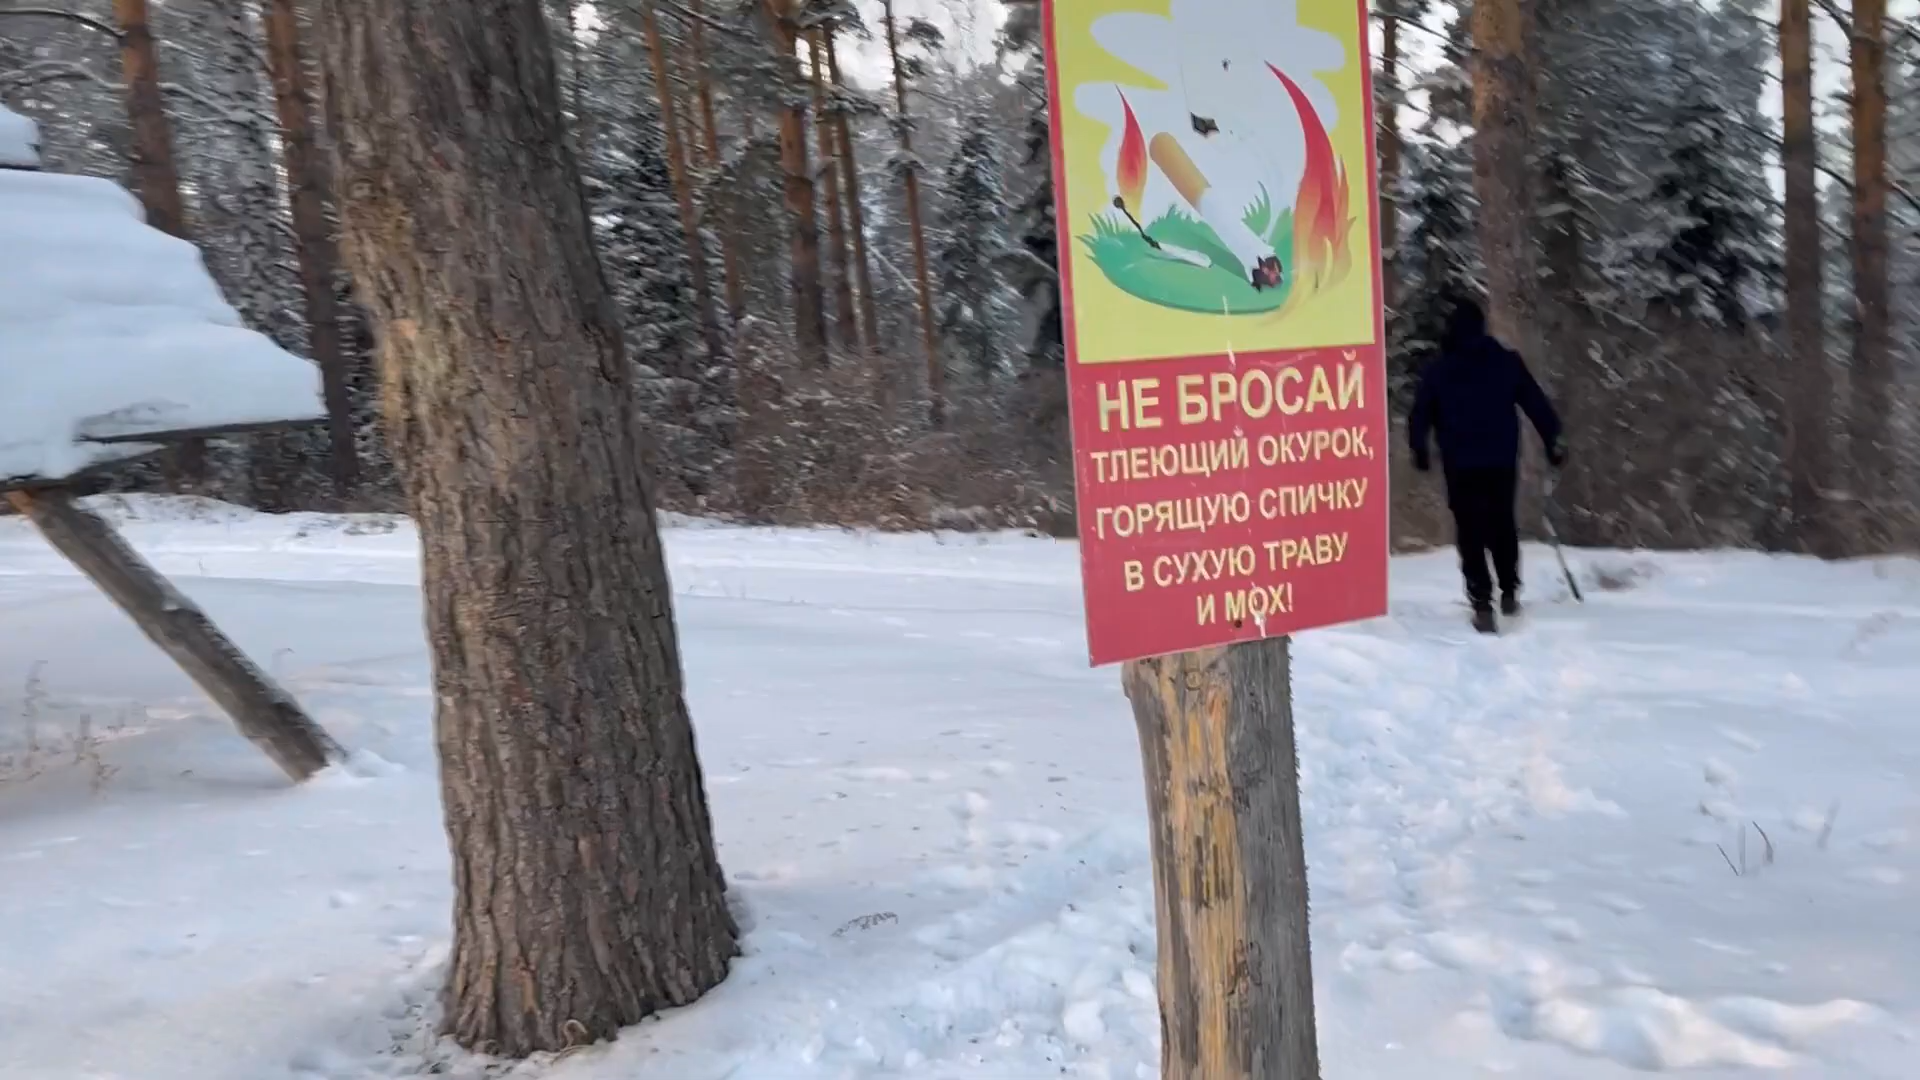 НЕ БРОСАЙ
ТЛЕЮЩИЙ ОКУРОК,
ГОРЯЩУЮ СПИЧКУ
В СУХУЮ ТРАВУ
И МОХ!